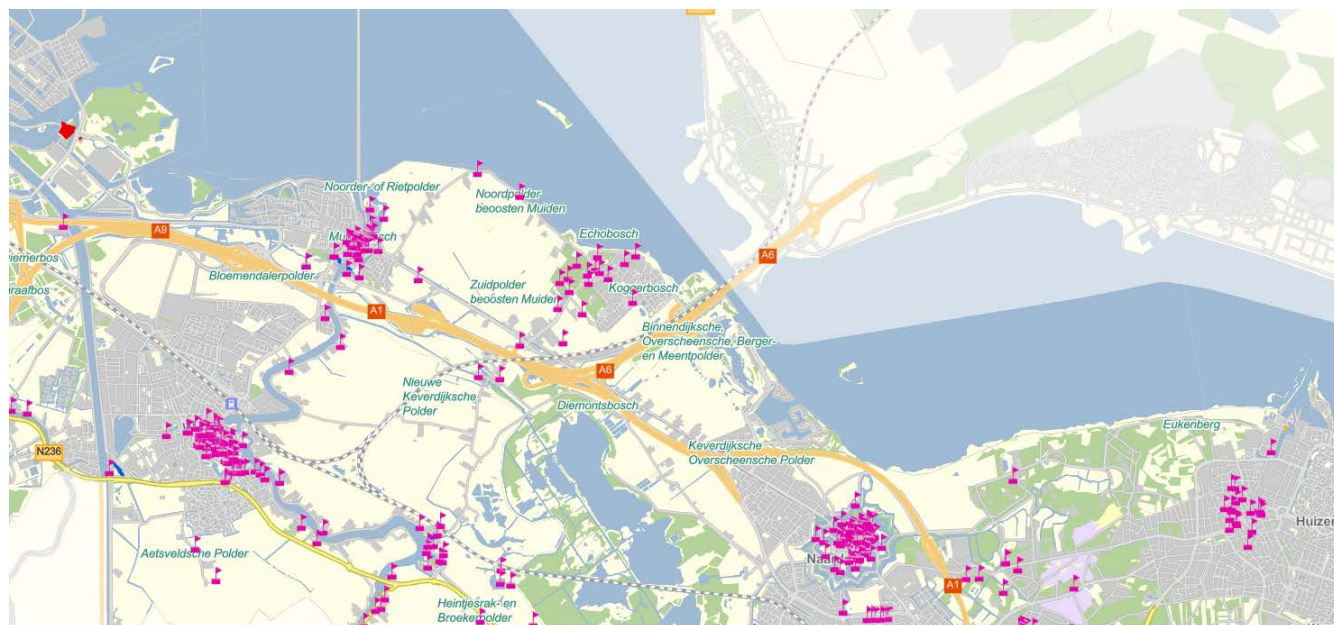 Noorder- of Rietpolder
Noordpolder
beoosten Muiden
A9
Echobosch
A6
Bloemendalerpolder
Zuidpolder
beoosten Muiden
Koggerbosch
A1
Binnendijksche,
Overscheensche, Berger-
en Meentpolder
A6
Nieuwe
Keverdijksche
Polder
Diemontsbosch
Eukenberg
N236
Keverdijksche
Overscheensche Polder
Huizen
Aetsveldsche Polder
A1
Heintjesrak- en
Broekerpolder